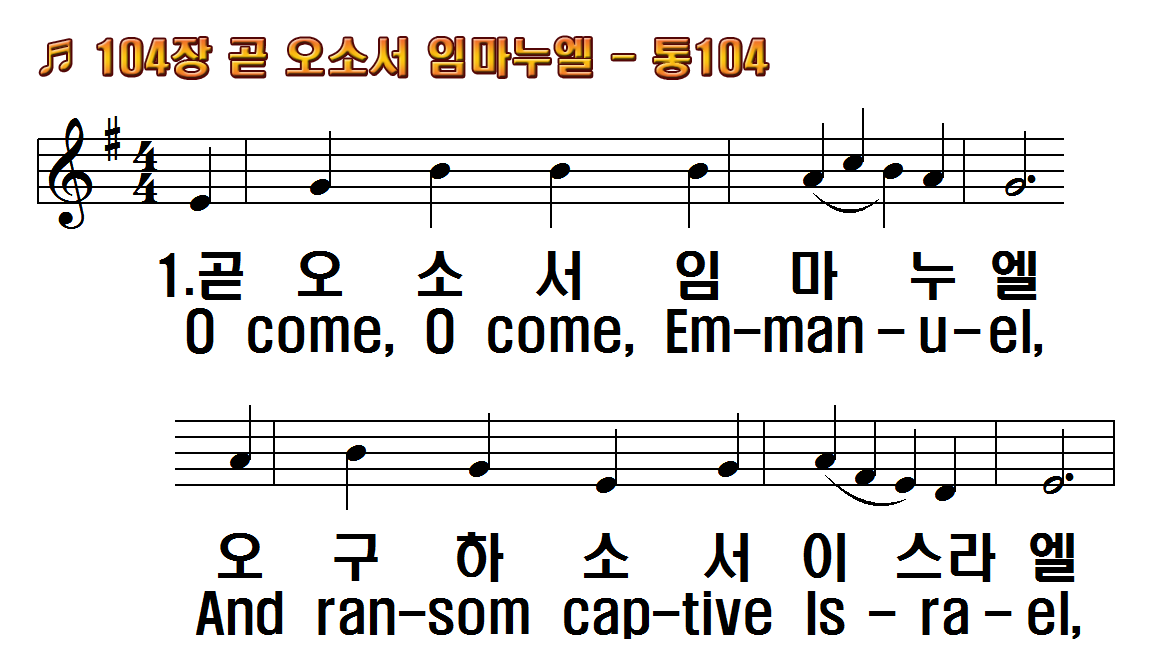 ♬ 104장 곧 오소서 임마누엘 - 통104
4
4
1.곧 오 소 서 임 마 누 엘
O come, O come, Em-man-u-el,
오 구 하 소 서 이 스라 엘
And ran-som cap-tive Is-ra-el,